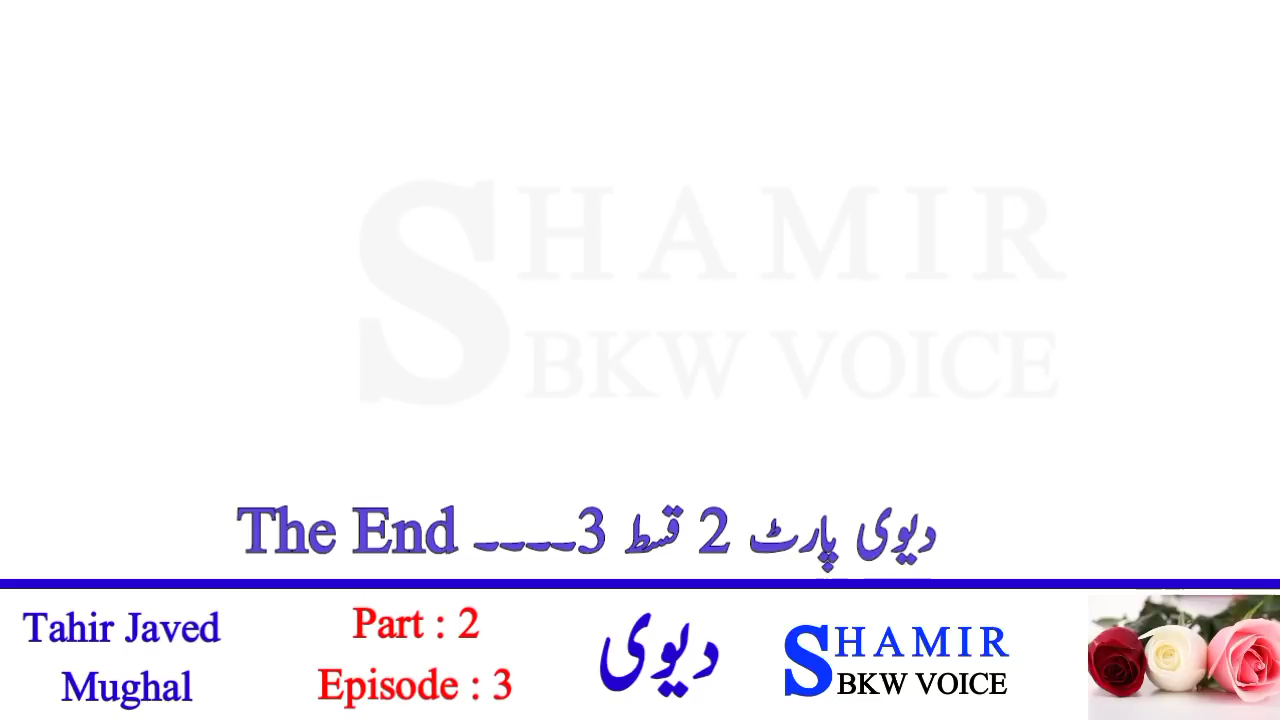 SHAMIR
BKW VOICE
دیوی پارٹ 2 قسط 3۔۔۔۔ The End
Tahir Javed
Mughal
Part : 2
Episode : 3
دیوی
SHAMIR
BKW VOICE